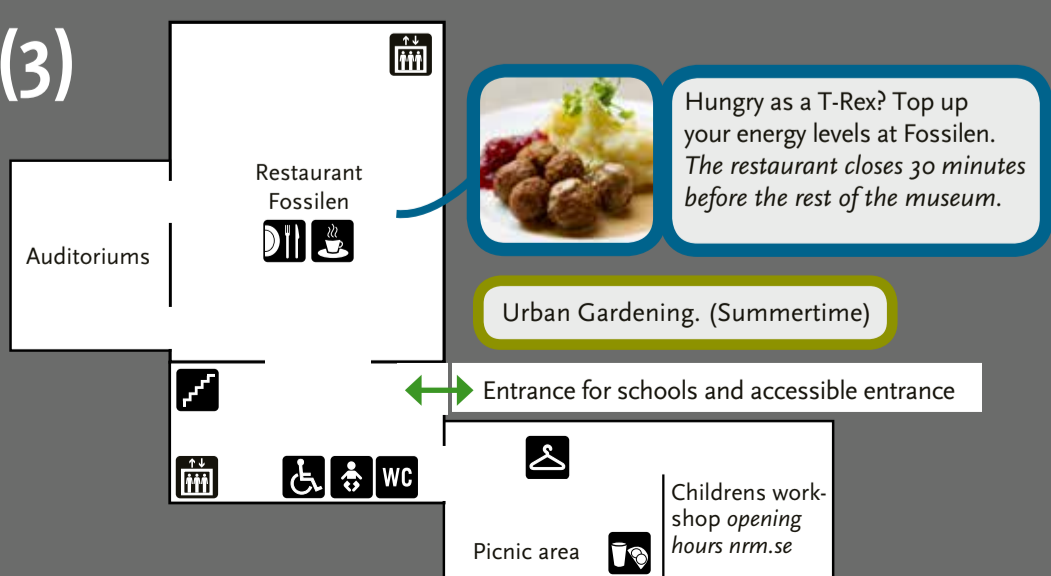 (3)
Restaurant
Fossilen
Auditoriums
Hungry as a T-Rex? Top up
your energy levels at Fossilen.
The restaurant closes 30 minutes
before the rest of the museum.
Urban Gardening. (Summertime)
Entrance for schools and accessible entrance
WC
Childrens work-
shop opening
hours nrm.se
Picnic area